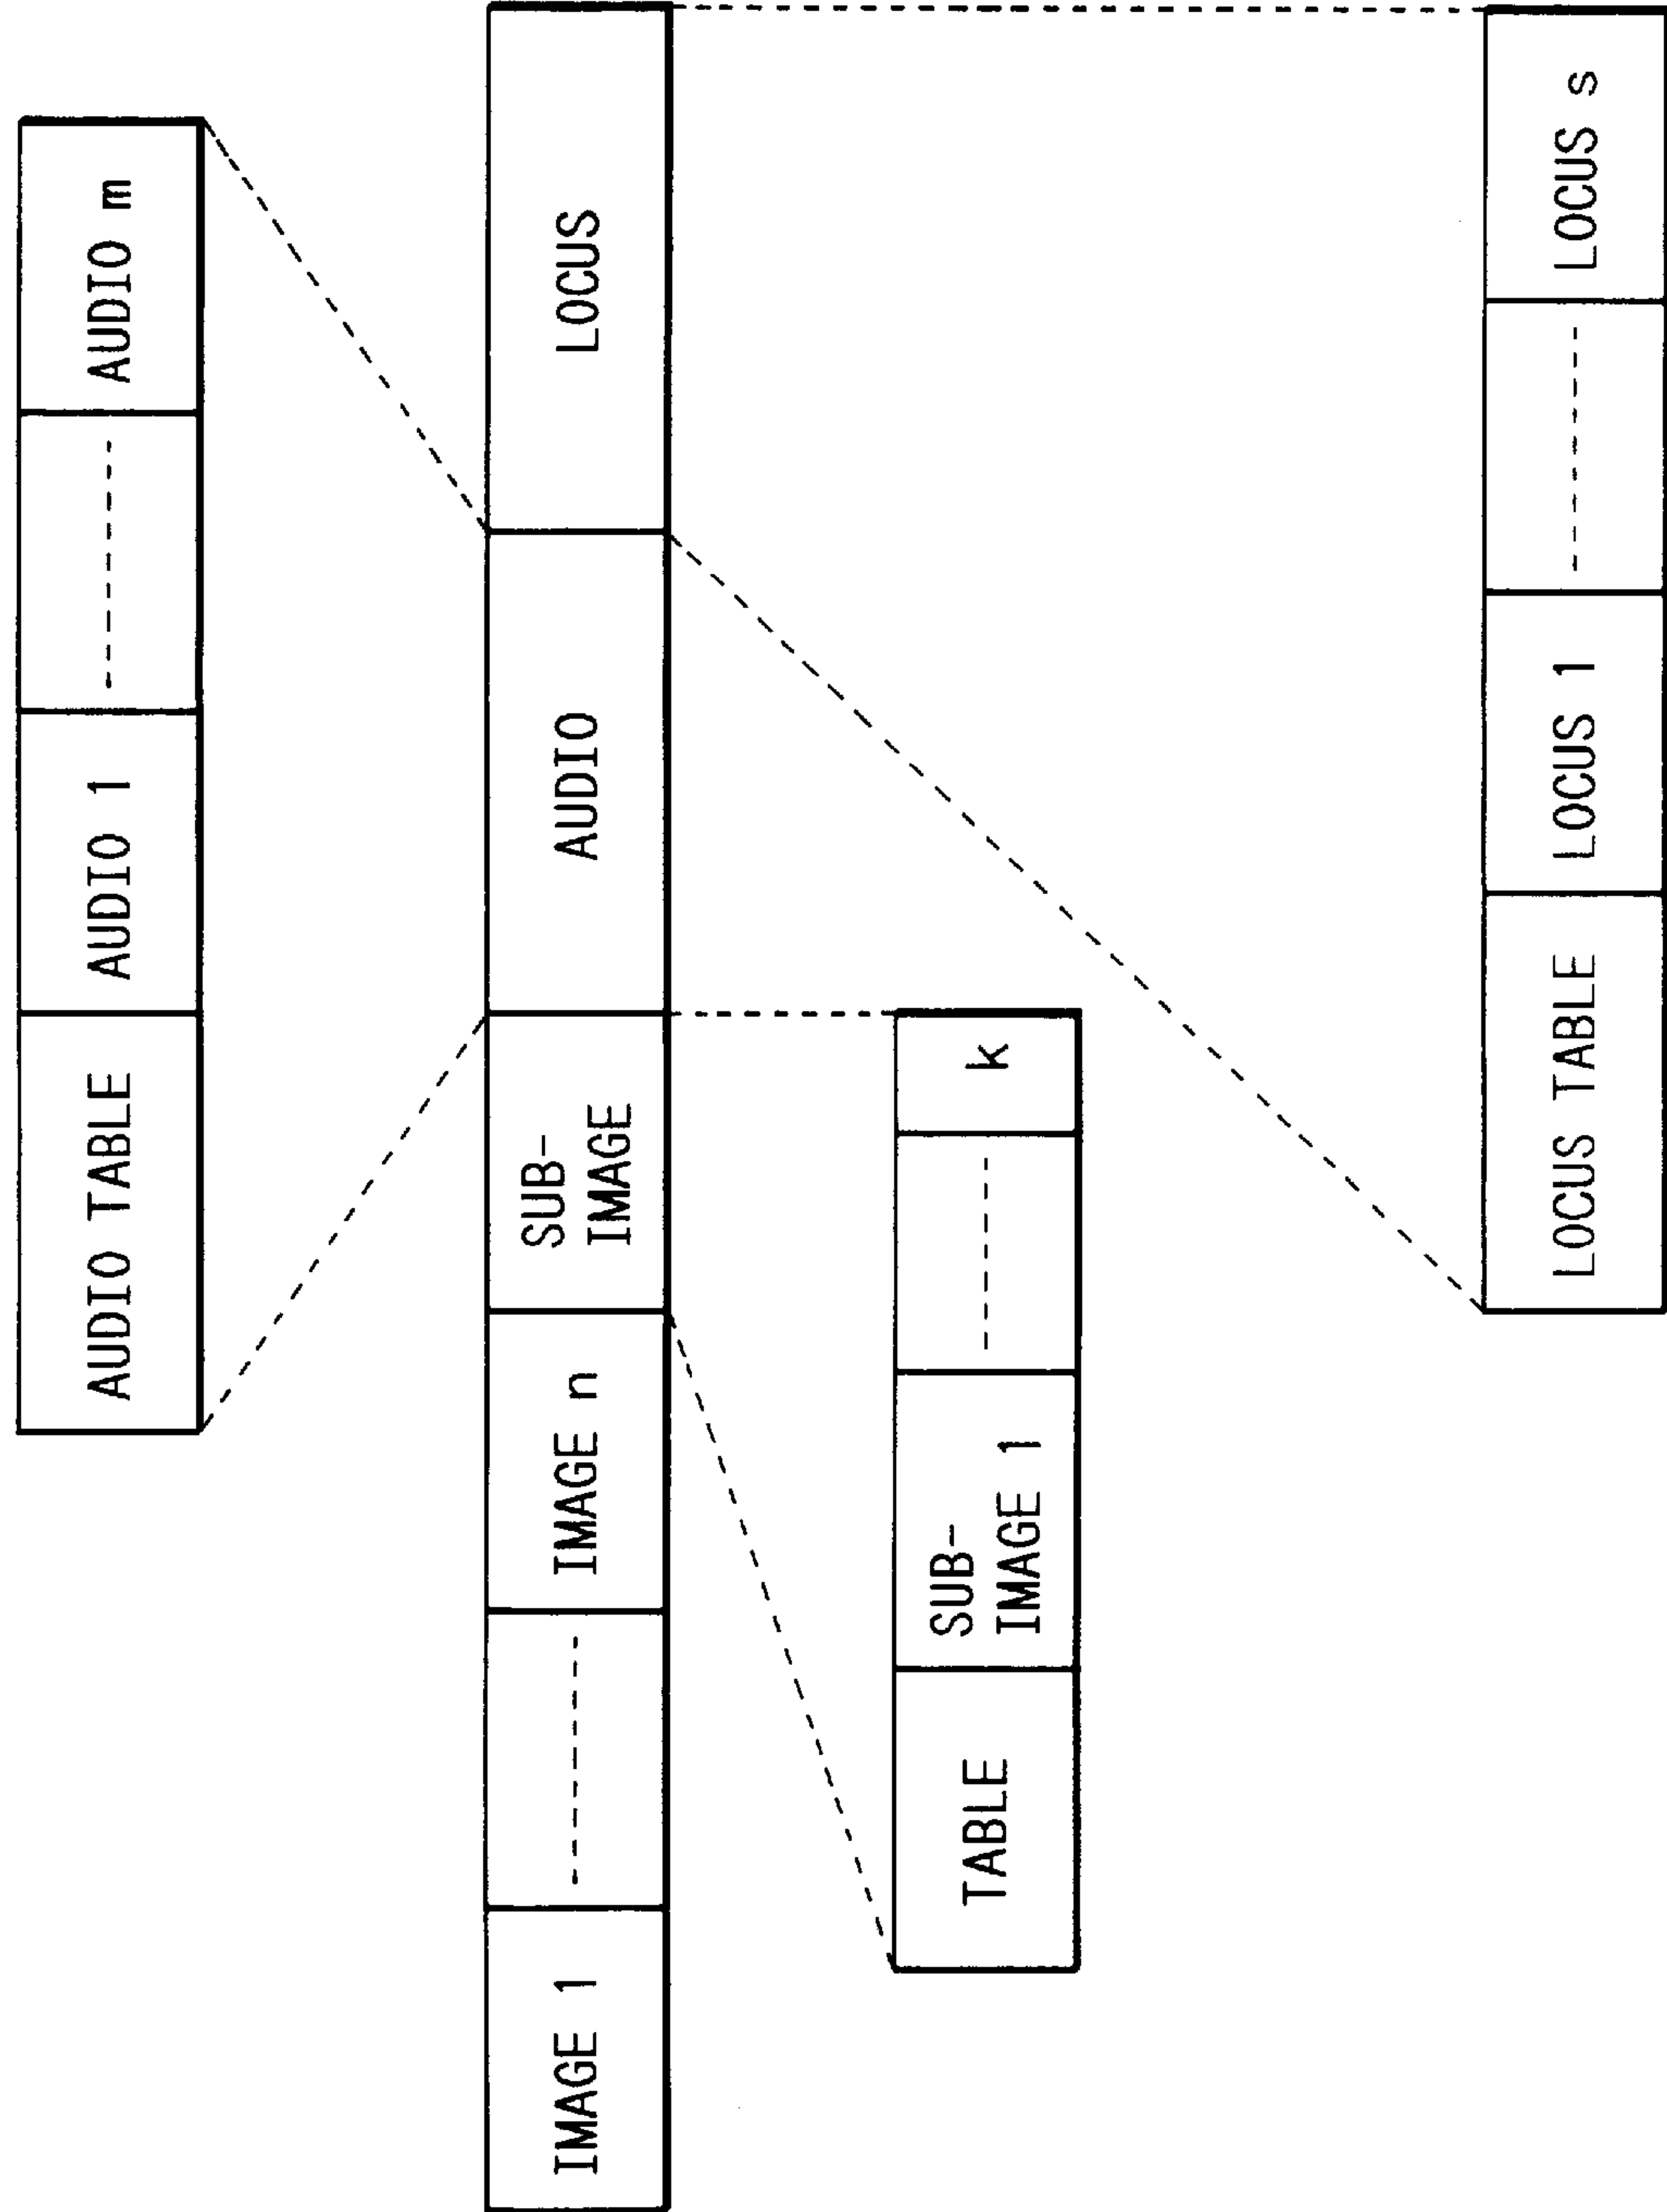 AUDIO TABLE
AUDIO 1
AUDIO m
IMAGE 1
IMAGE n
SUB-
IMAGE
AUDIO
LOCUS
TABLE
SUB-
IMAGE 1
k
LOCUS TABLE
LOCUS 1
LOCUS s